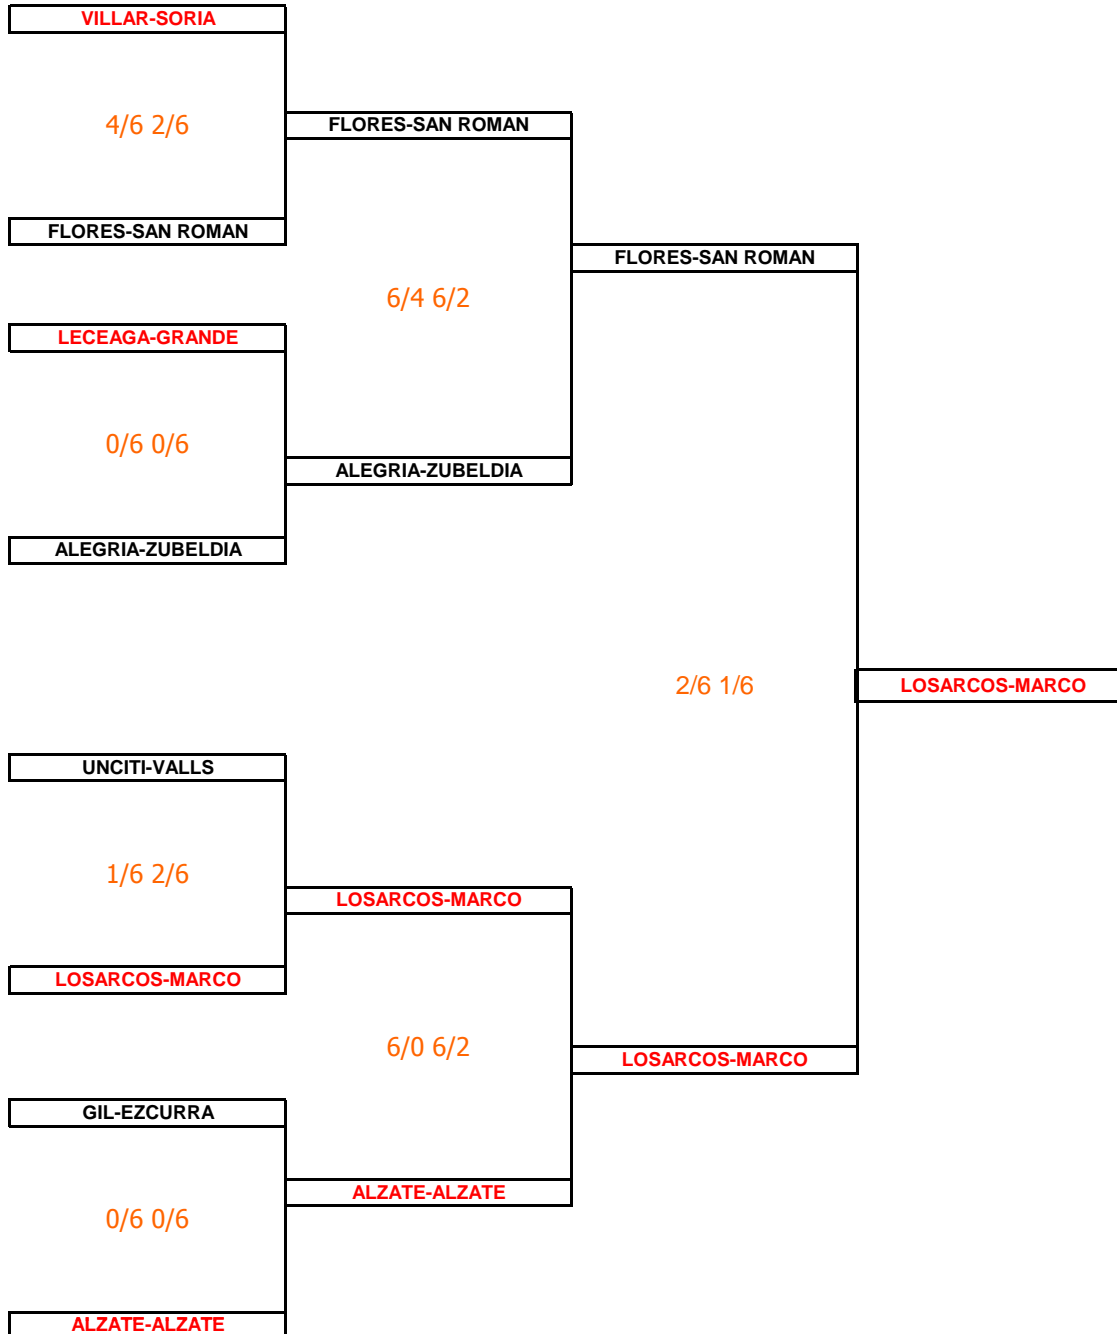 VILLAR-SORIA
4/6 2/6
FLORES-SAN ROMAN
FLORES-SAN ROMAN
FLORES-SAN ROMAN
6/4 6/2
LECEAGA-GRANDE
0/6 0/6
ALEGRIA-ZUBELDIA
ALEGRIA-ZUBELDIA
2/6 1/6
LOSARCOS-MARCO
UNCITI-VALLS
1/6 2/6
LOSARCOS-MARCO
LOSARCOS-MARCO
6/0 6/2
LOSARCOS-MARCO
GIL-EZCURRA
ALZATE-ALZATE
0/6 0/6
ALZATE-ALZATE